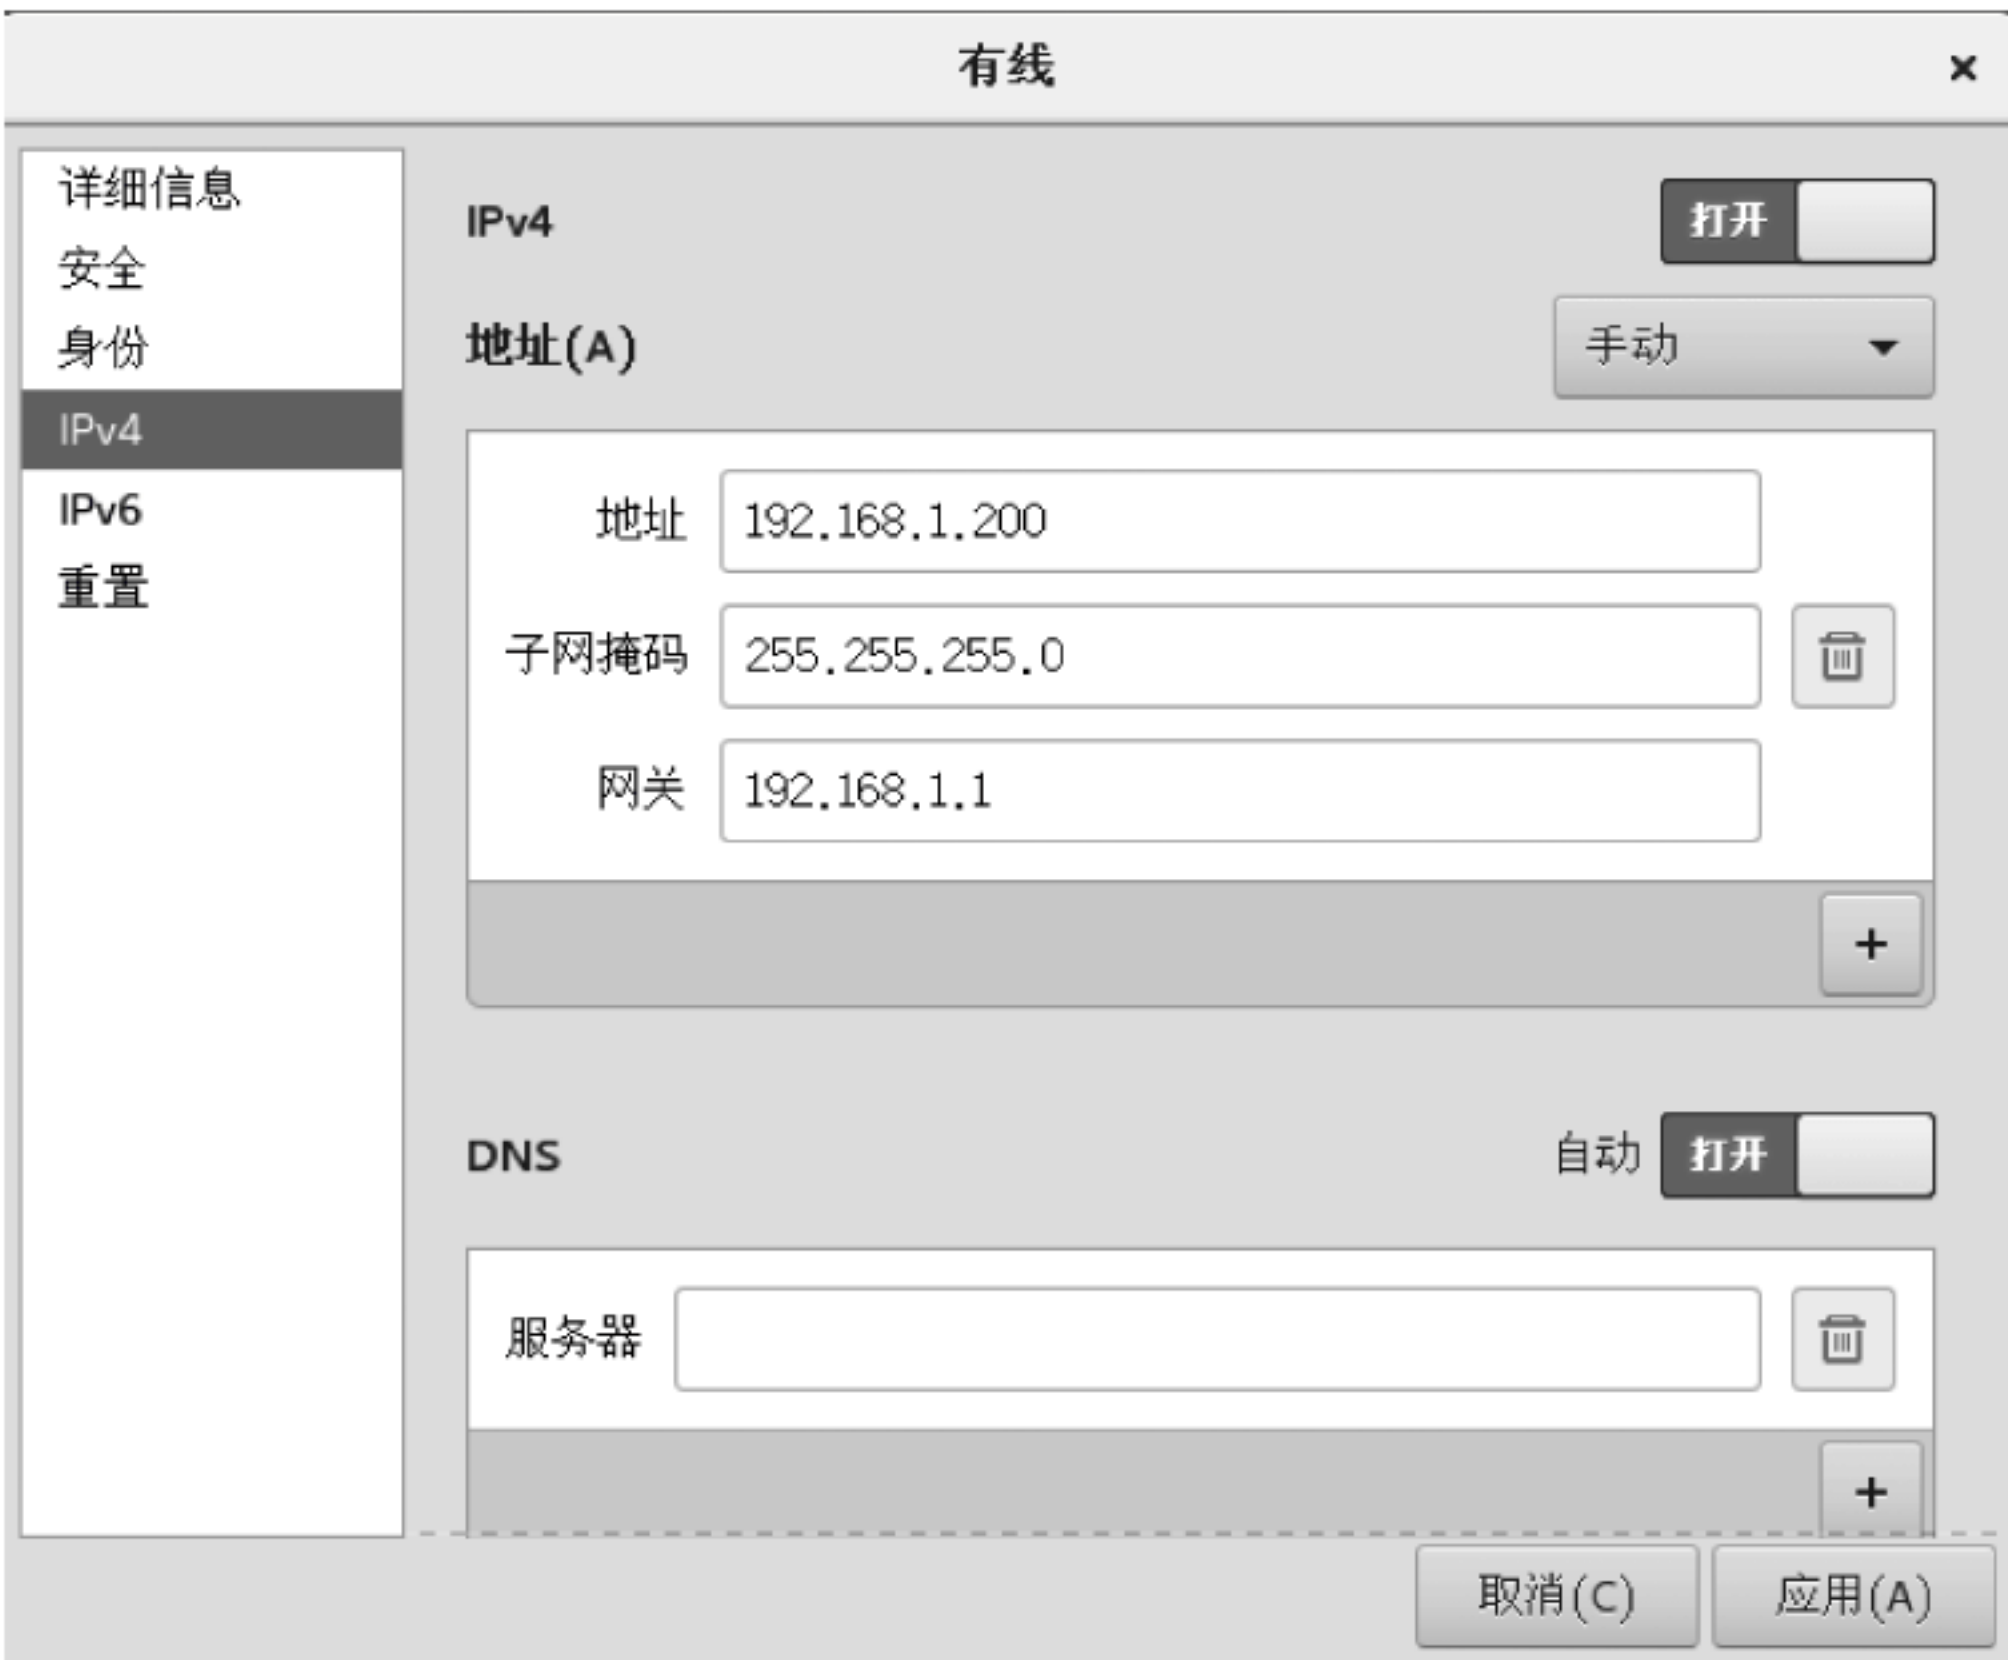 有线
详细信息
安全
身份
IPv4
IPv6
重置
IPv4 打开
地址(A) 手动
地址 192.168.1.200
子网掩码 255.255.255.0
网关 192.168.1.1
+
DNS 自动 打开
服务器
+
取消(C) 应用(A)